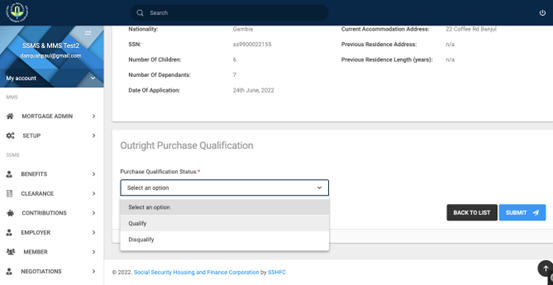 Search
SSMS & MMS Test2
danquahpaul@gmail.com
My account
MMS
MORTGAGE ADMIN
SETUP
SSMS
BENEFITS
CLEARANCE
CONTRIBUTIONS
EMPLOYER
MEMBER
NEGOTIATIONS
Nationality: Gambia Current Accommodation Address: 22 Coffee Rd Banjul
SSN: ss9900022155 Previous Residence Address: n/a
Number Of Children: 6 Previous Residence Length (years): n/a
Number Of Dependants: 7
Date Of Application: 24th June, 2022
Outright Purchase Qualification
Purchase Qualification Status:*
Select an option
Select an option
Qualify
Disqualify
BACK TO LIST SUBMIT
© 2022. Social Security Housing and Finance Corporation by SSHFC